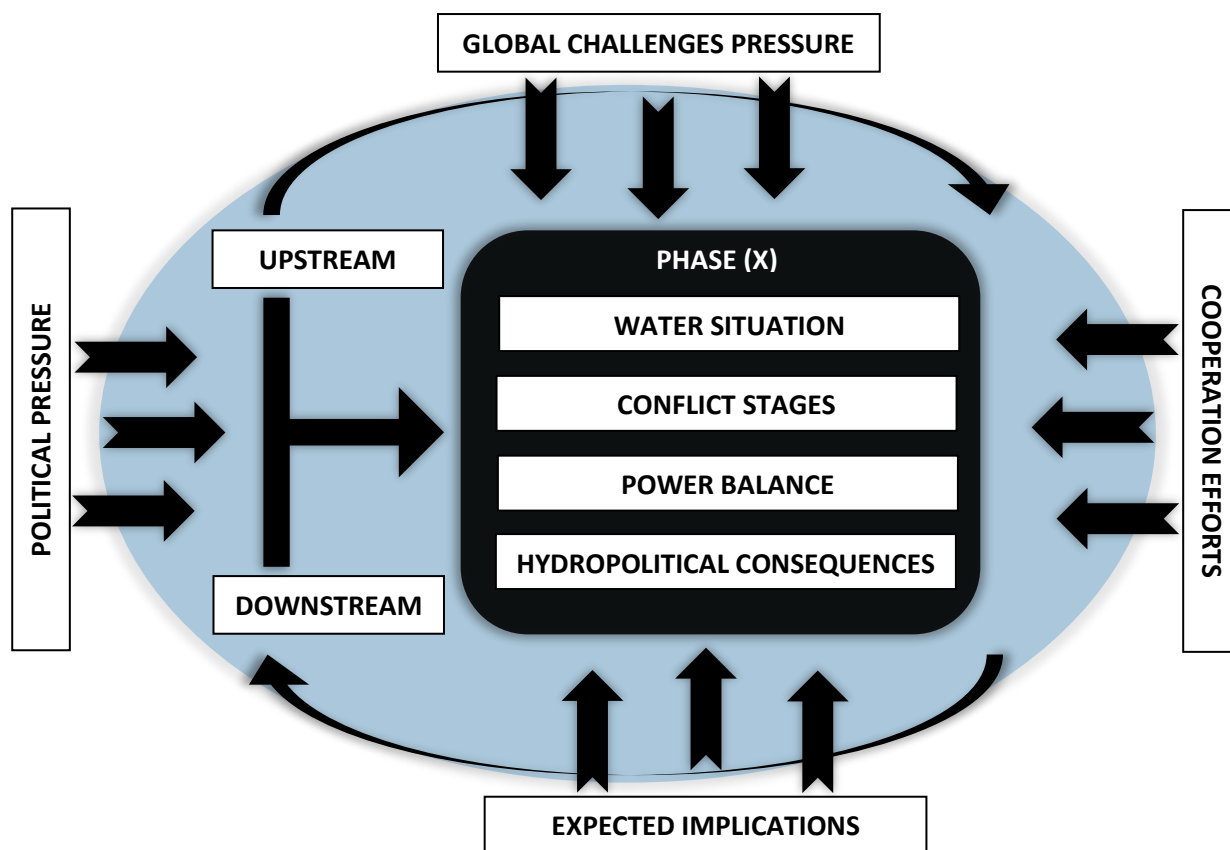 GLOBAL CHALLENGES PRESSURE
POLITICAL PRESSURE
UPSTREAM
DOWNSTREAM
PHASE (X)
WATER SITUATION
CONFLICT STAGES
POWER BALANCE
HYDROPOLITICAL CONSEQUENCES
COOPERATION EFFORTS
EXPECTED IMPLICATIONS